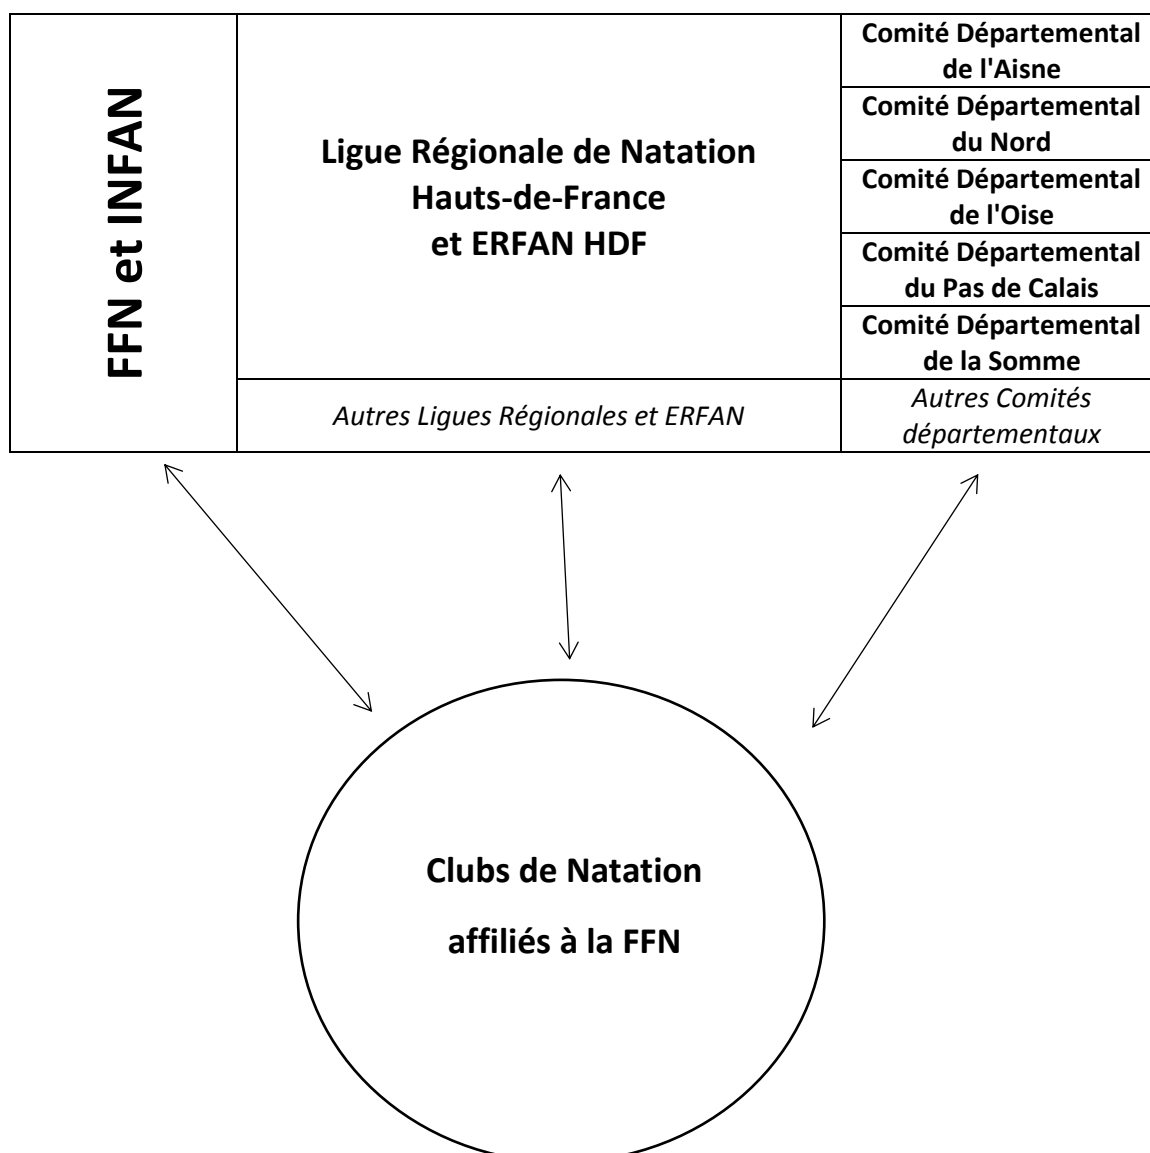 FFN et INFAN
Ligue Régionale de Natation
Hauts-de-France
et ERFAN HDF
Comité Départemental
de l'Aisne
Comité Départemental
du Nord
Comité Départemental
de l'Oise
Comité Départemental
du Pas de Calais
Comité Départemental
de la Somme
Autres Ligues Régionales et ERFAN
Autres Comités
départementaux
Clubs de Natation
affiliés à la FFN